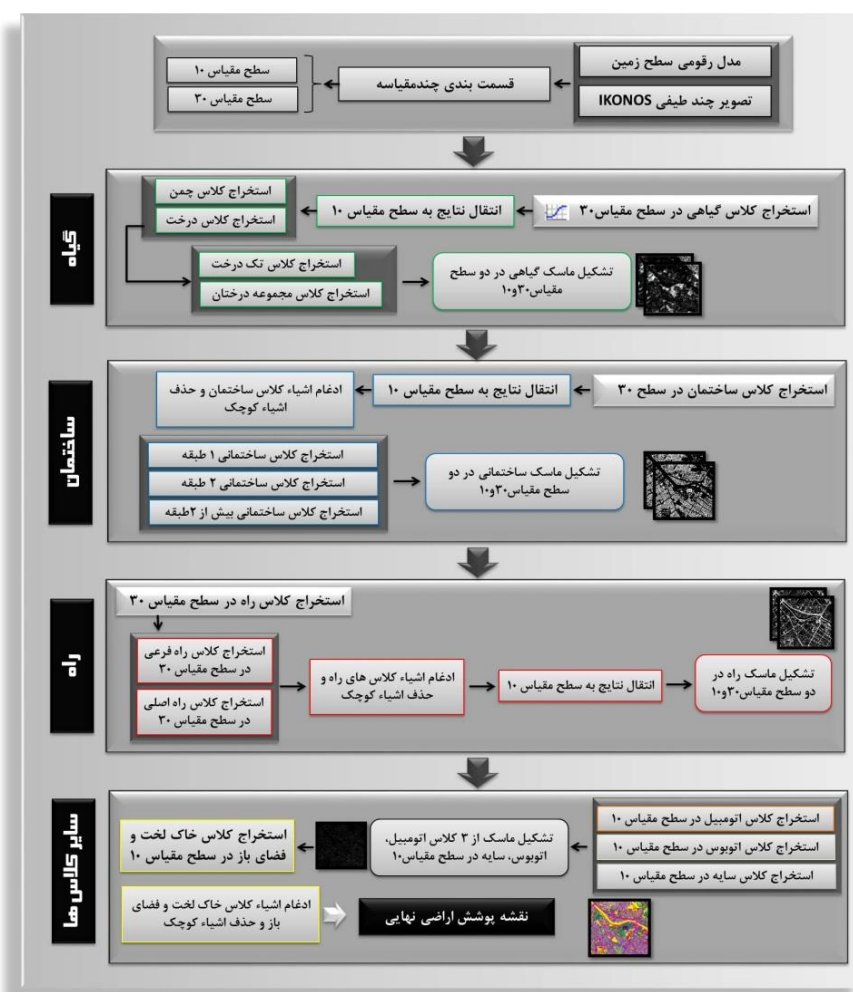 مدل رقومی سطح زمین
تصویر چند طیفی IKONOS
قسمت بندی چندمقیاسه
سطح مقیاس ۱۰
سطح مقیاس ۳۰
گیاه
استخراج کلاس گیاهی در سطح مقیاس۳۰
انتقال نتایج به سطح مقیاس ۱۰
استخراج کلاس چمن
استخراج کلاس درخت
استخراج کلاس تک درخت
استخراج کلاس مجموعه درختان
تشکیل ماسک گیاهی در دو سطح
مقیاس۳۰و۱۰
ساختمان
استخراج کلاس ساختمان در سطح ۳۰
انتقال نتایج به سطح مقیاس ۱۰
ادغام اشیاء کلاس ساختمان و حذف
اشیاء کوچک
استخراج کلاس ساختمانی ۱ طبقه
استخراج کلاس ساختمانی ۲ طبقه
استخراج کلاس ساختمانی بیش از ۲طبقه
تشکیل ماسک ساختمانی در دو
سطح مقیاس۳۰و۱۰
راه
استخراج کلاس راه در سطح مقیاس ۳۰
استخراج کلاس راه فرعی
در سطح مقیاس ۳۰
استخراج کلاس راه اصلی
در سطح مقیاس ۳۰
ادغام اشیاء کلاس های راه و
حذف اشیاء کوچک
انتقال نتایج به سطح مقیاس ۱۰
تشکیل ماسک راه در
دو سطح مقیاس۳۰و۱۰
سایر کلاس ها
استخراج کلاس اتومبیل در سطح مقیاس ۱۰
استخراج کلاس اتوبوس در سطح مقیاس ۱۰
استخراج کلاس سایه در سطح مقیاس ۱۰
تشکیل ماسک از ۳ کلاس اتومبیل،
اتوبوس، سایه در سطح مقیاس۱۰
استخراج کلاس خاک لخت و
فضای باز در سطح مقیاس ۱۰
ادغام اشیاء کلاس خاک لخت و فضای
باز و حذف اشیاء کوچک
نقشه پوشش اراضی نهایی